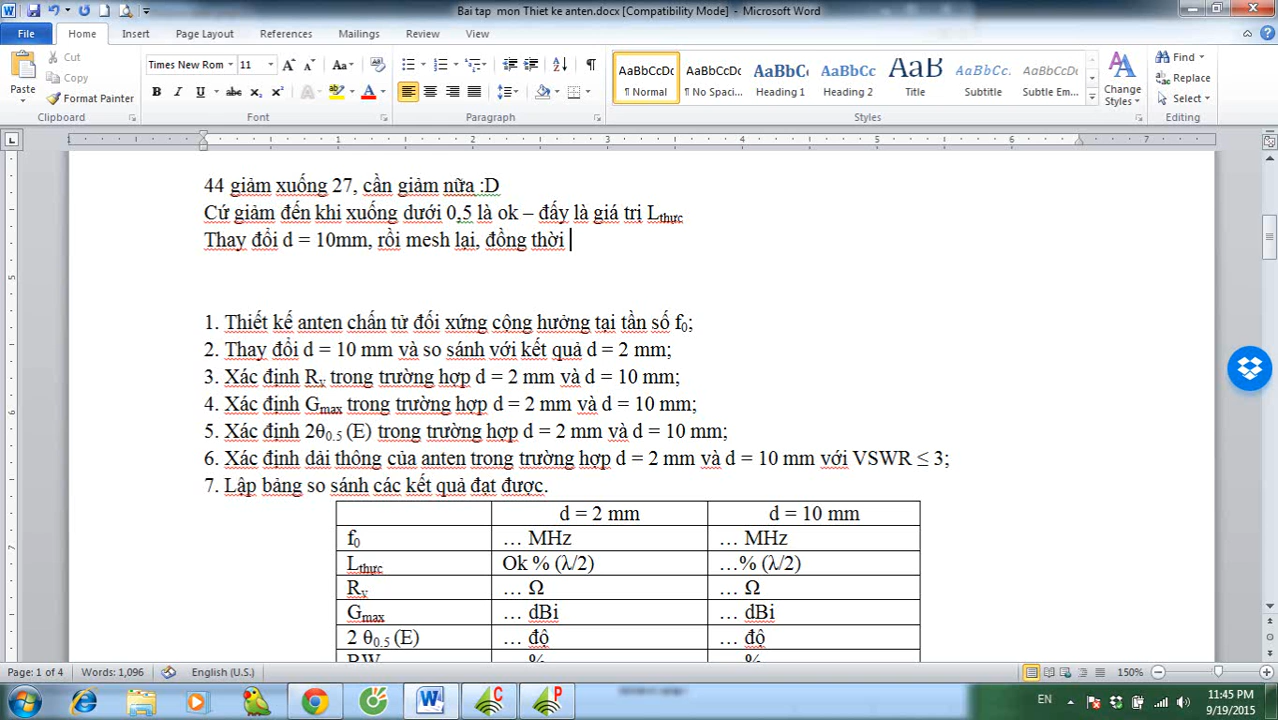 Bai tap mon Thiet ke anten.docx [Compatibility Mode] - Microsoft Word
File Home Insert Page Layout References Mailings Review View
Paste
Cut
Copy
Format Painter
Clipboard
Times New Rom 11
Font
Paragraph
AaBbCcDc AaBbCcDc AaBbCc AaBbCc AaB AaBbCcL AaBbCcDc
¶ Normal ¶ No Spaci... Heading 1 Heading 2 Title Subtitle Subtle Em...
Change Styles
Styles
Find
Replace
Select
Editing
44 giảm xuống 27, cần giảm nữa :D
Cứ giảm đến khi xuống dưới 0,5 là ok – đấy là giá tri Lthực
Thay đổi d = 10mm, rồi mesh lại, đồng thời
1. Thiết kế anten chấn tử đối xứng cộng hưởng tại tần số f0;
2. Thay đổi d = 10 mm và so sánh với kết quả d = 2 mm;
3. Xác định Rv trong trường hợp d = 2 mm và d = 10 mm;
4. Xác định Gmax trong trường hợp d = 2 mm và d = 10 mm;
5. Xác định 2θ0.5 (E) trong trường hợp d = 2 mm và d = 10 mm;
6. Xác định dải thông của anten trong trường hợp d = 2 mm và d = 10 mm với VSWR ≤ 3;
7. Lập bảng so sánh các kết quả đạt được.
d = 2 mm d = 10 mm
f0 … MHz … MHz
Lthực Ok % (λ/2) …% (λ/2)
Rv … Ω … Ω
Gmax … dBi … dBi
2 θ0.5 (E) … độ … độ
BW % %
Page: 1 of 4 Words: 1,096 English (U.S.) 150%
EN 11:45 PM
9/19/2015